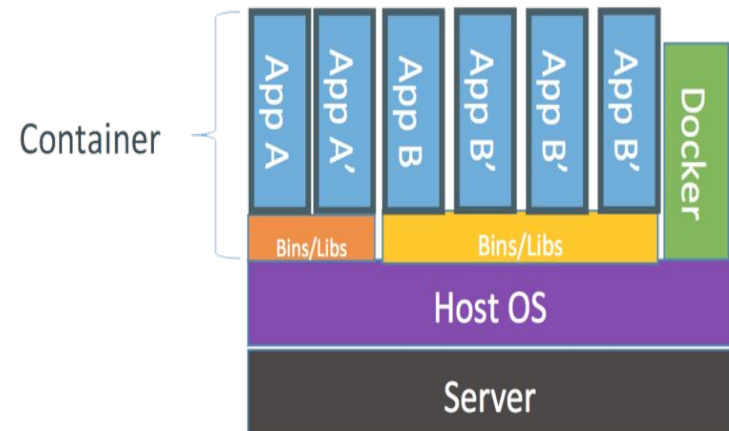 Container
App A
App A'
App B
App B'
App B'
App B'
Docker
Bins/Libs
Bins/Libs
Host OS
Server